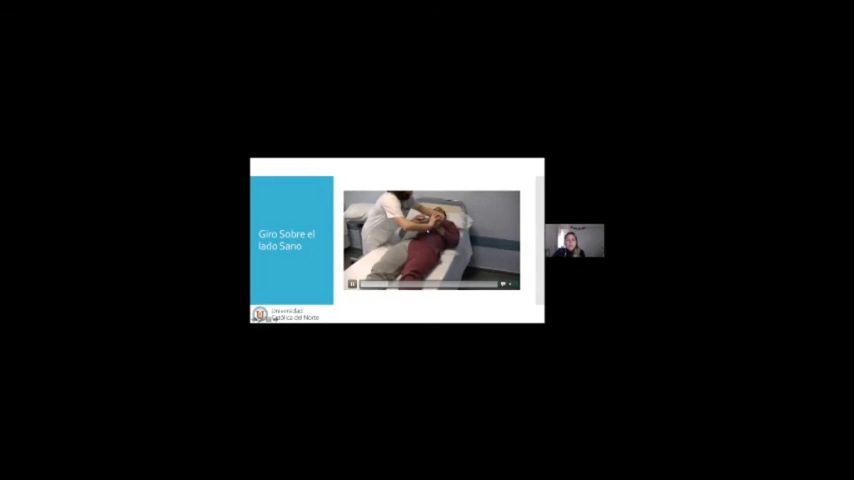 Giro Sobre el
lado Sano
Universidad
Católica del Norte